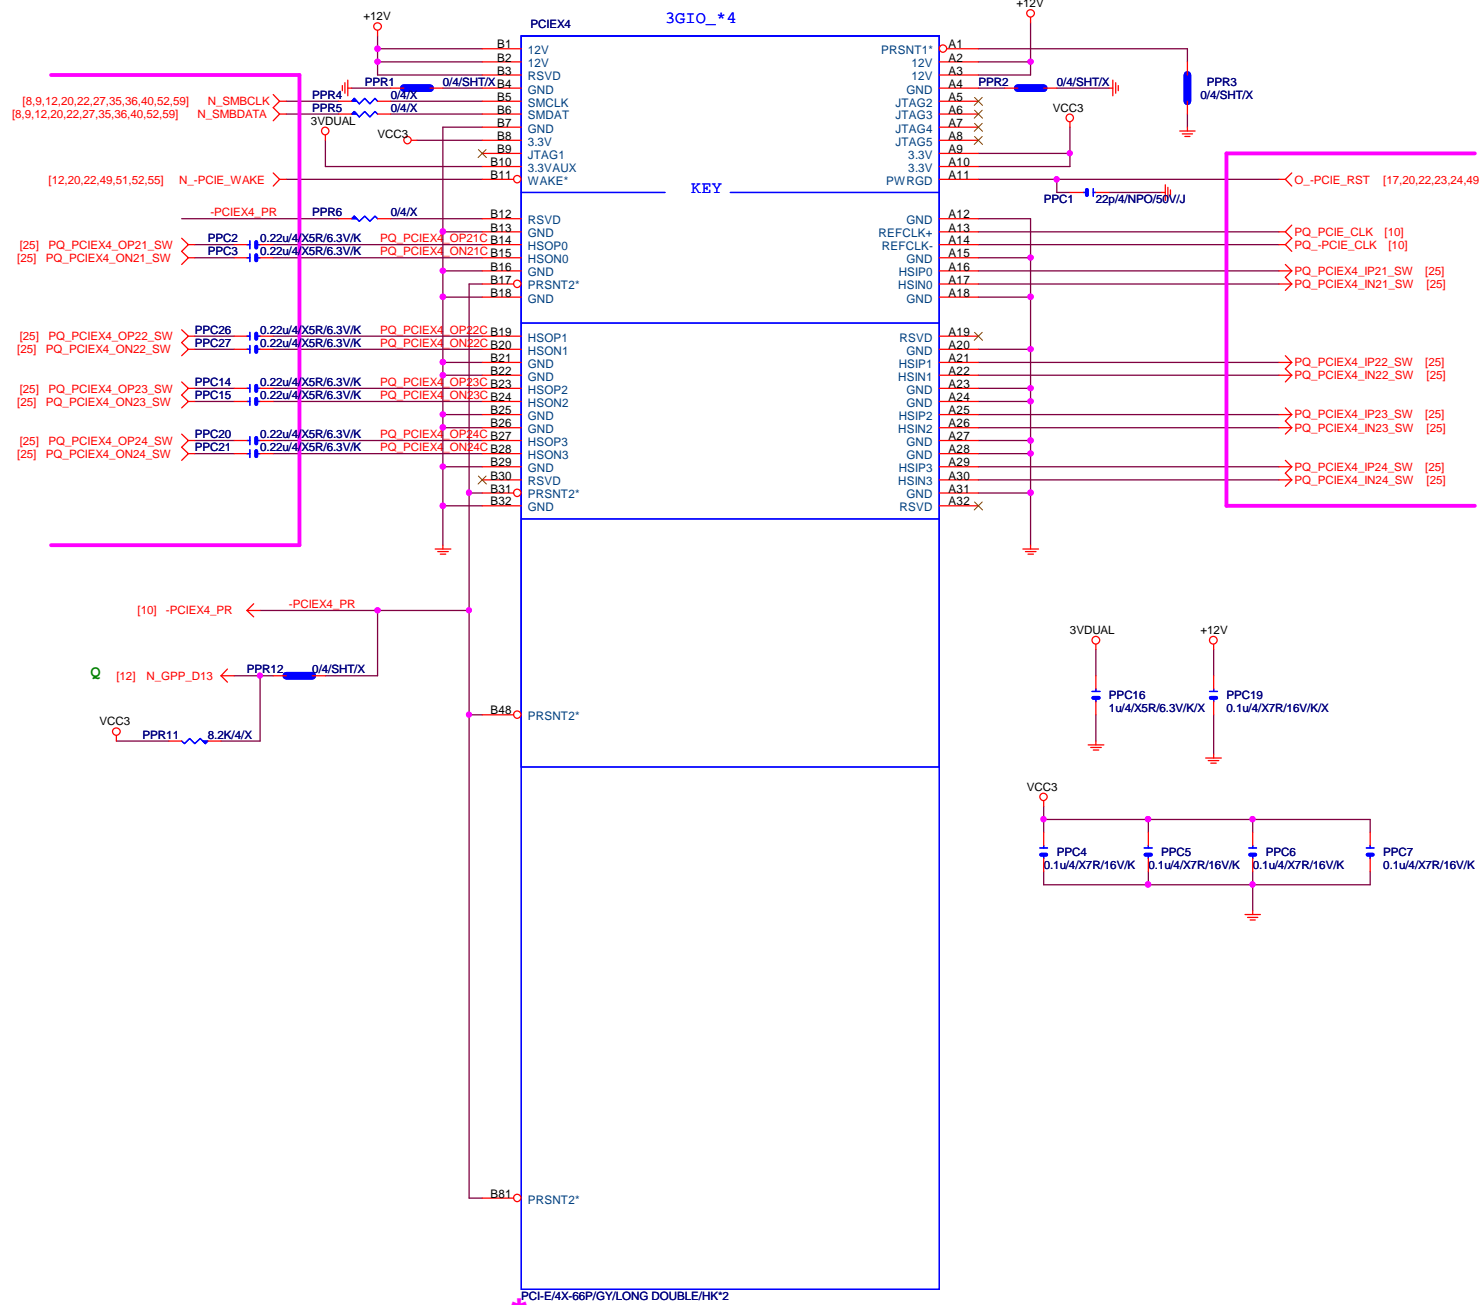 +12V
3GIO_*4
+12V
PCIEX4
B1 12V
B2 12V
B3 RSVD
PPR1 0/4/SHT/X B4 GND
[8,9,12,20,22,27,35,36,40,52,59] N_SMBCLK PPR4 0/4/X B5 SMCLK
[8,9,12,20,22,27,35,36,40,52,59] N_SMBDATA PPR5 0/4/X B6 SMDAT
3VDUAL B7 GND
VCC3 B8 3.3V
B9 JTAG1
B10 3.3VAUX
[12,20,22,49,51,52,55] N_-PCIE_WAKE B11 WAKE*
PRSNT1* A1
12V A2
12V A3
GND A4 PPR2 0/4/SHT/X
PPR3
0/4/SHT/X
JTAG2 A5
JTAG3 A6
VCC3
JTAG4 A7
JTAG5 A8
3.3V A9
3.3V A10
PWRGD A11 O_-PCIE_RST [17,20,22,23,24,49
PPC1 22p/4/NPO/50V/J
KEY
-PCIEX4_PR PPR6 0/4/X B12 RSVD
B13 GND
[25] PQ_PCIEX4_OP21_SW PPC2 0.22u/4/X5R/6.3V/K PQ_PCIEX4_OP21C B14 HSOP0
[25] PQ_PCIEX4_ON21_SW PPC3 0.22u/4/X5R/6.3V/K PQ_PCIEX4_ON21C B15 HSON0
B16 GND
B17 PRSNT2*
B18 GND
GND A12
REFCLK+ A13 PQ_PCIE_CLK [10]
REFCLK- A14 PQ_-PCIE_CLK [10]
GND A15
HSIP0 A16 PQ_PCIEX4_IP21_SW [25]
HSIN0 A17 PQ_PCIEX4_IN21_SW [25]
GND A18
[25] PQ_PCIEX4_OP22_SW PPC26 0.22u/4/X5R/6.3V/K PQ_PCIEX4_OP22C B19 HSOP1
[25] PQ_PCIEX4_ON22_SW PPC27 0.22u/4/X5R/6.3V/K PQ_PCIEX4_ON22C B20 HSON1
B21 GND
B22 GND
[25] PQ_PCIEX4_OP23_SW PPC14 0.22u/4/X5R/6.3V/K PQ_PCIEX4_OP23C B23 HSOP2
[25] PQ_PCIEX4_ON23_SW PPC15 0.22u/4/X5R/6.3V/K PQ_PCIEX4_ON23C B24 HSON2
B25 GND
B26 GND
[25] PQ_PCIEX4_OP24_SW PPC20 0.22u/4/X5R/6.3V/K PQ_PCIEX4_OP24C B27 HSOP3
[25] PQ_PCIEX4_ON24_SW PPC21 0.22u/4/X5R/6.3V/K PQ_PCIEX4_ON24C B28 HSON3
B29 GND
B30 RSVD
B31 PRSNT2*
B32 GND
RSVD A19
GND A20
HSIP1 A21 PQ_PCIEX4_IP22_SW [25]
HSIN1 A22 PQ_PCIEX4_IN22_SW [25]
GND A23
GND A24
HSIP2 A25 PQ_PCIEX4_IP23_SW [25]
HSIN2 A26 PQ_PCIEX4_IN23_SW [25]
GND A27
GND A28
HSIP3 A29 PQ_PCIEX4_IP24_SW [25]
HSIN3 A30 PQ_PCIEX4_IN24_SW [25]
GND A31
RSVD A32
[10] -PCIEX4_PR -PCIEX4_PR
Q [12] N_GPP_D13 PPR12 0/4/SHT/X
VCC3
PPR11 8.2K/4/X
B48 PRSNT2*
B81 PRSNT2*
3VDUAL +12V
PPC16 PPC19
1u/4/X5R/6.3V/K/X 0.1u/4/X7R/16V/K/X
VCC3
PPC4 PPC5 PPC6 PPC7
0.1u/4/X7R/16V/K 0.1u/4/X7R/16V/K 0.1u/4/X7R/16V/K 0.1u/4/X7R/16V/K
PCI-E/4X-66P/GY/LONG DOUBLE/HK*2